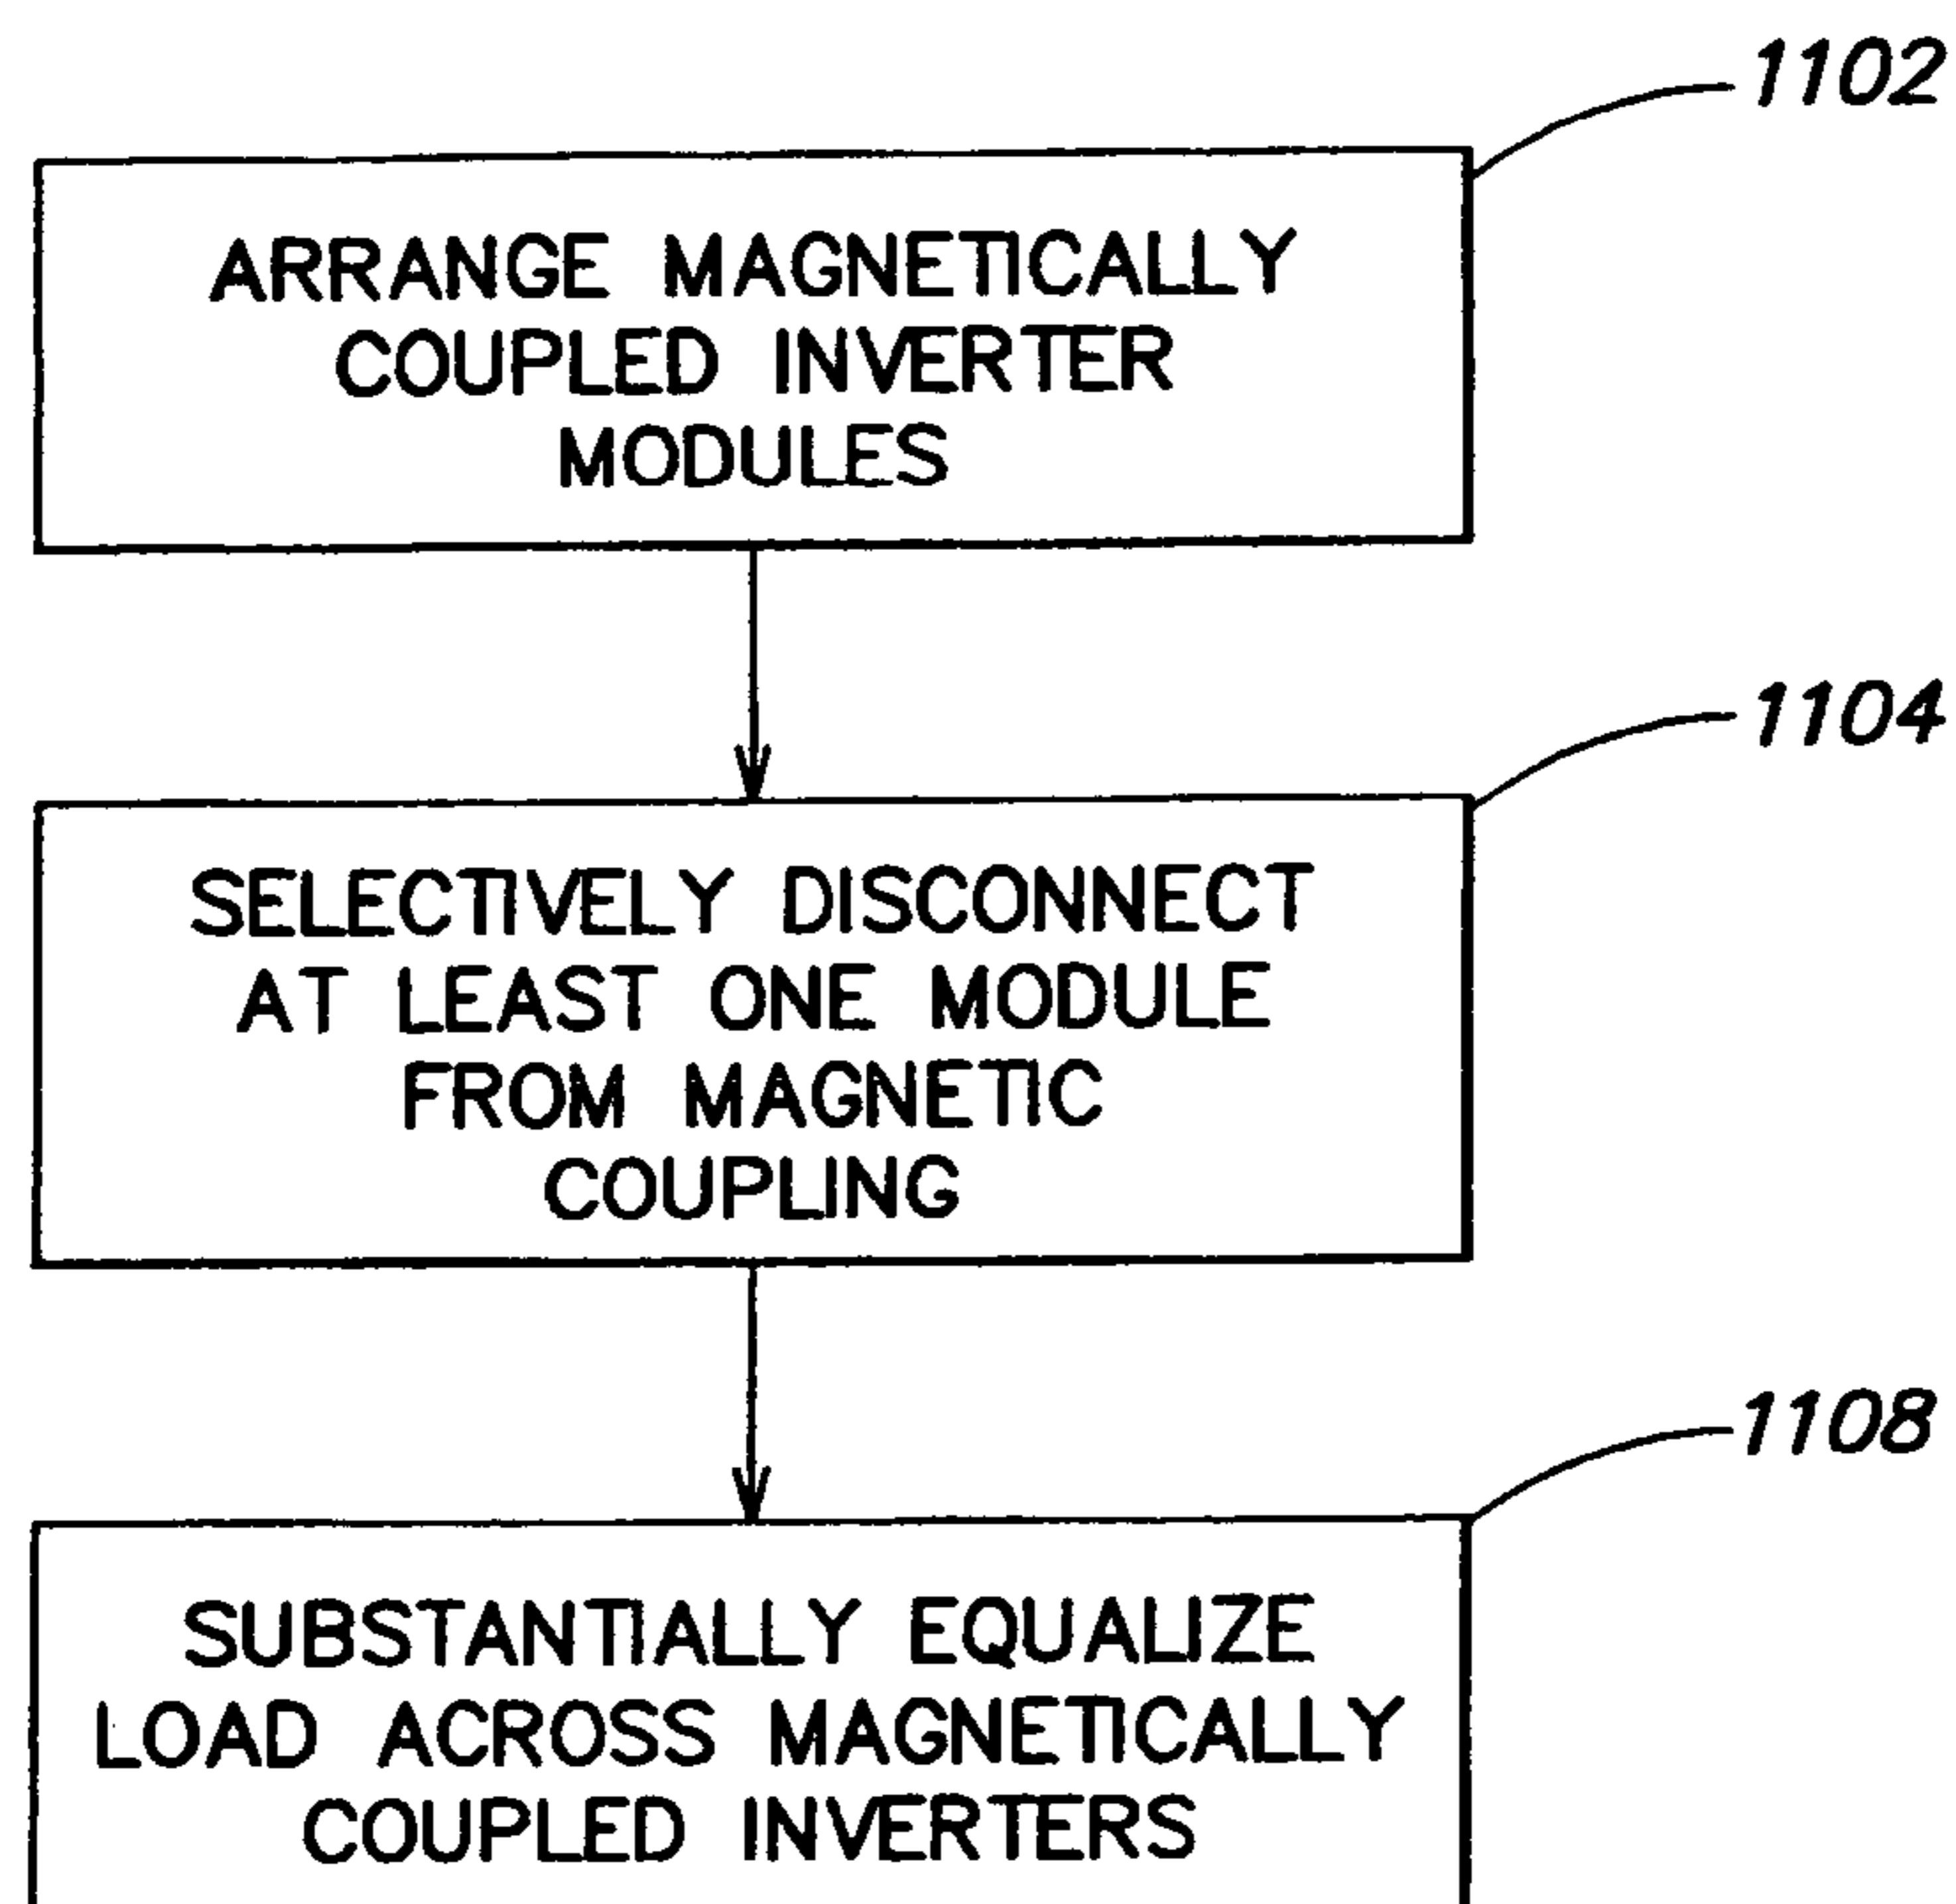 1102
ARRANGE MAGNETICALLY
COUPLED INVERTER
MODULES
1104
SELECTIVELY DISCONNECT
AT LEAST ONE MODULE
FROM MAGNETIC
COUPLING
1108
SUBSTANTIALLY EQUALIZE
LOAD ACROSS MAGNETICALLY
COUPLED INVERTERS